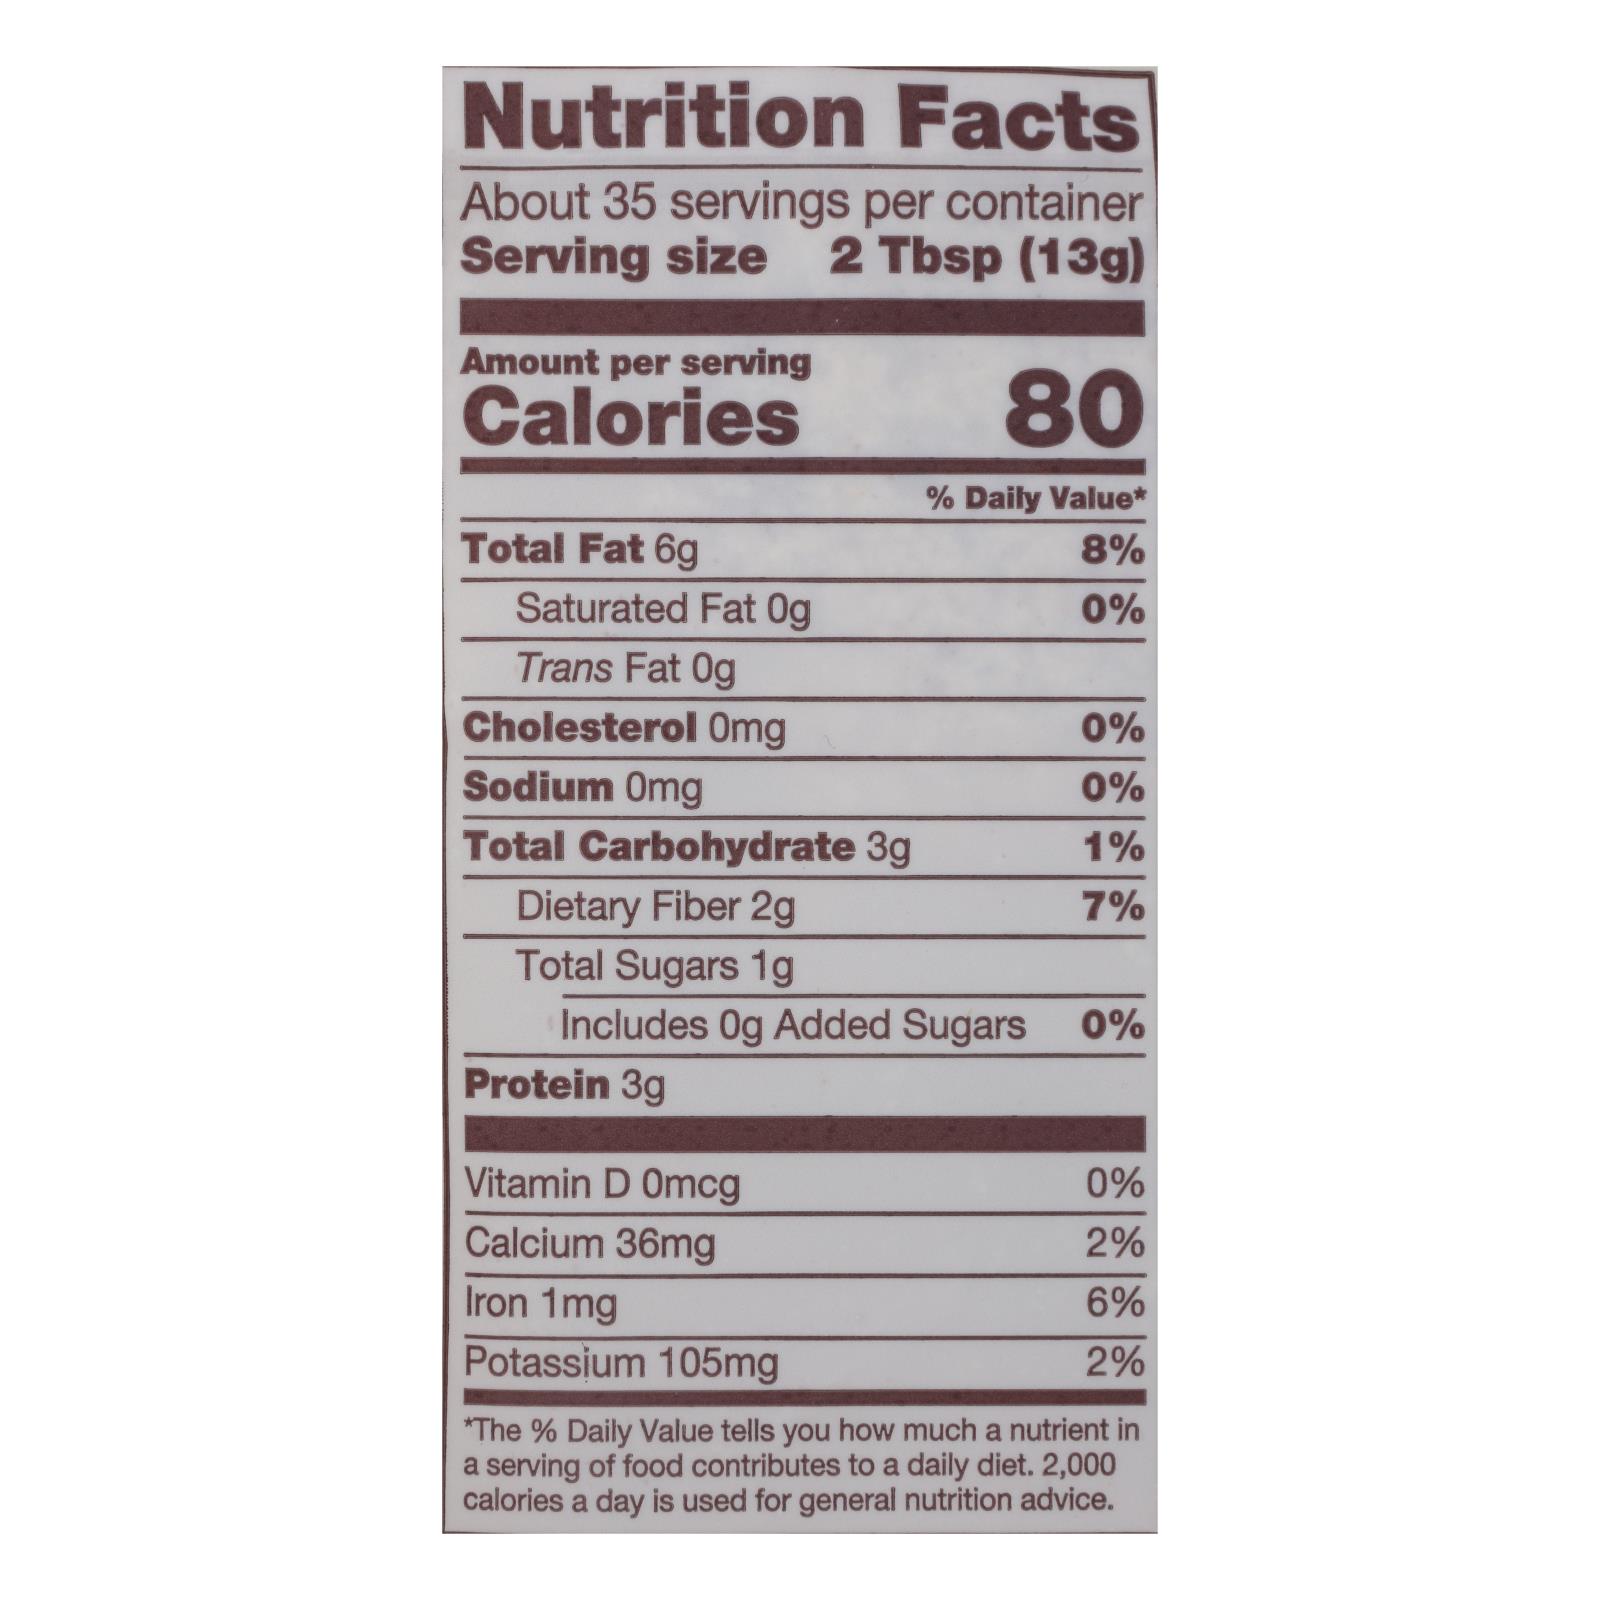 Nutrition Facts
About 35 servings per container
Serving size 2 Tbsp (13g)
Amount per serving
Calories 80
% Daily Value*
Total Fat 6g 8%
Saturated Fat 0g 0%
Trans Fat 0g
Cholesterol 0mg 0%
Sodium 0mg 0%
Total Carbohydrate 3g 1%
Dietary Fiber 2g 7%
Total Sugars 1g
Includes 0g Added Sugars 0%
Protein 3g
Vitamin D 0mcg 0%
Calcium 36mg 2%
Iron 1mg 6%
Potassium 105mg 2%
*The % Daily Value tells you how much a nutrient in
a serving of food contributes to a daily diet. 2,000
calories a day is used for general nutrition advice.